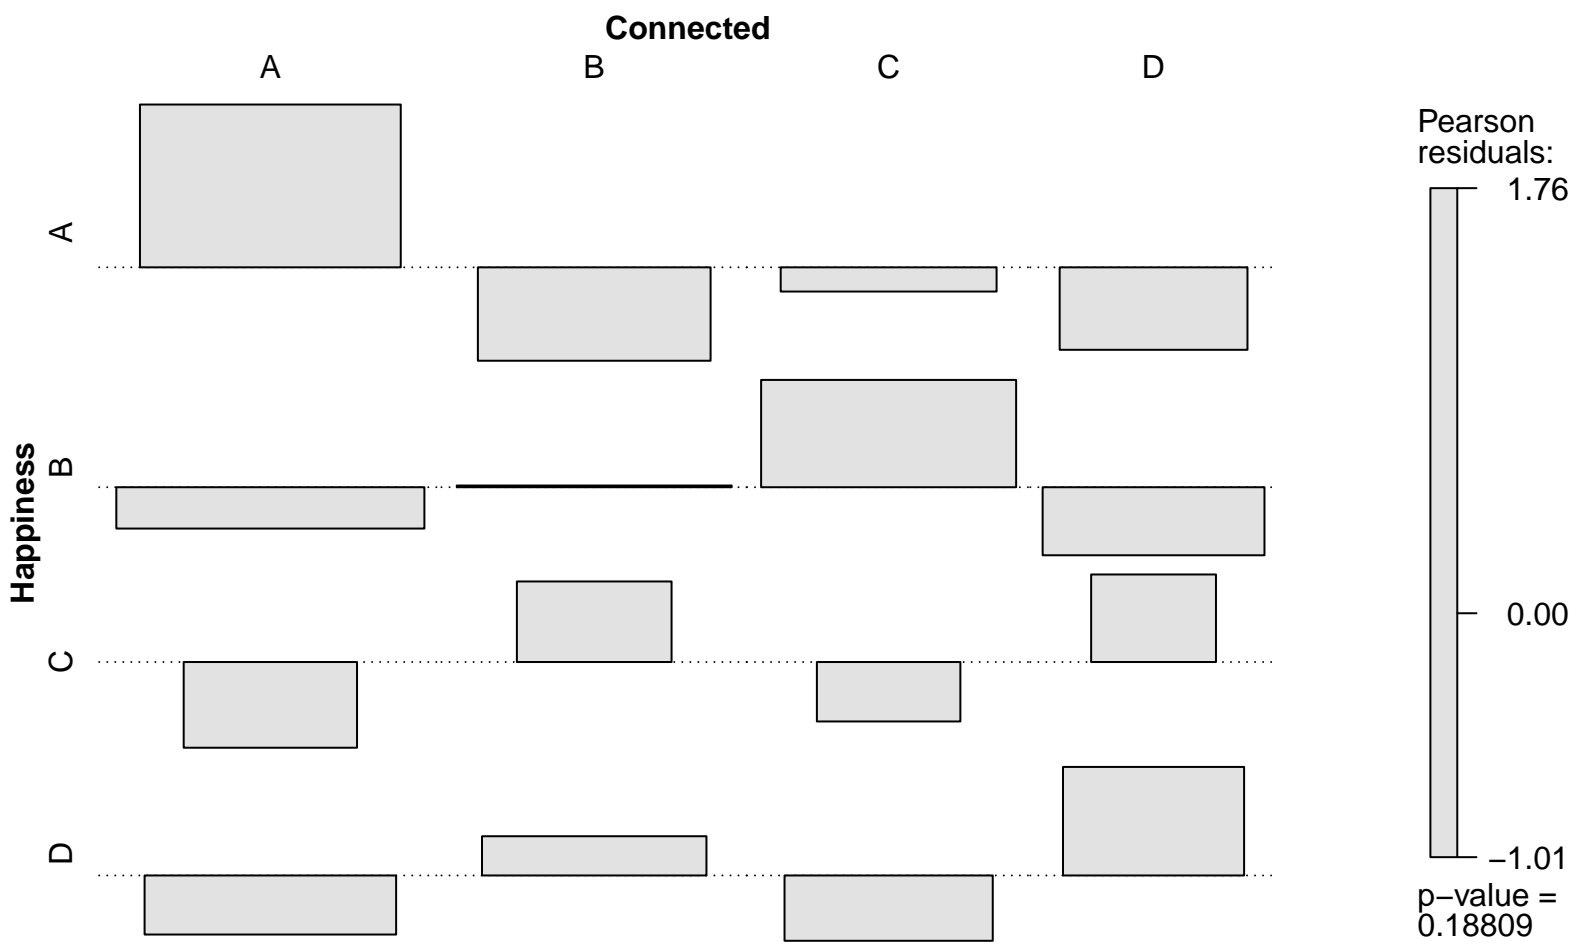 Connected
A B C D
Pearson
residuals:
1.76
A
B
Happiness
0.00
C
D
−1.01
p−value =
0.18809